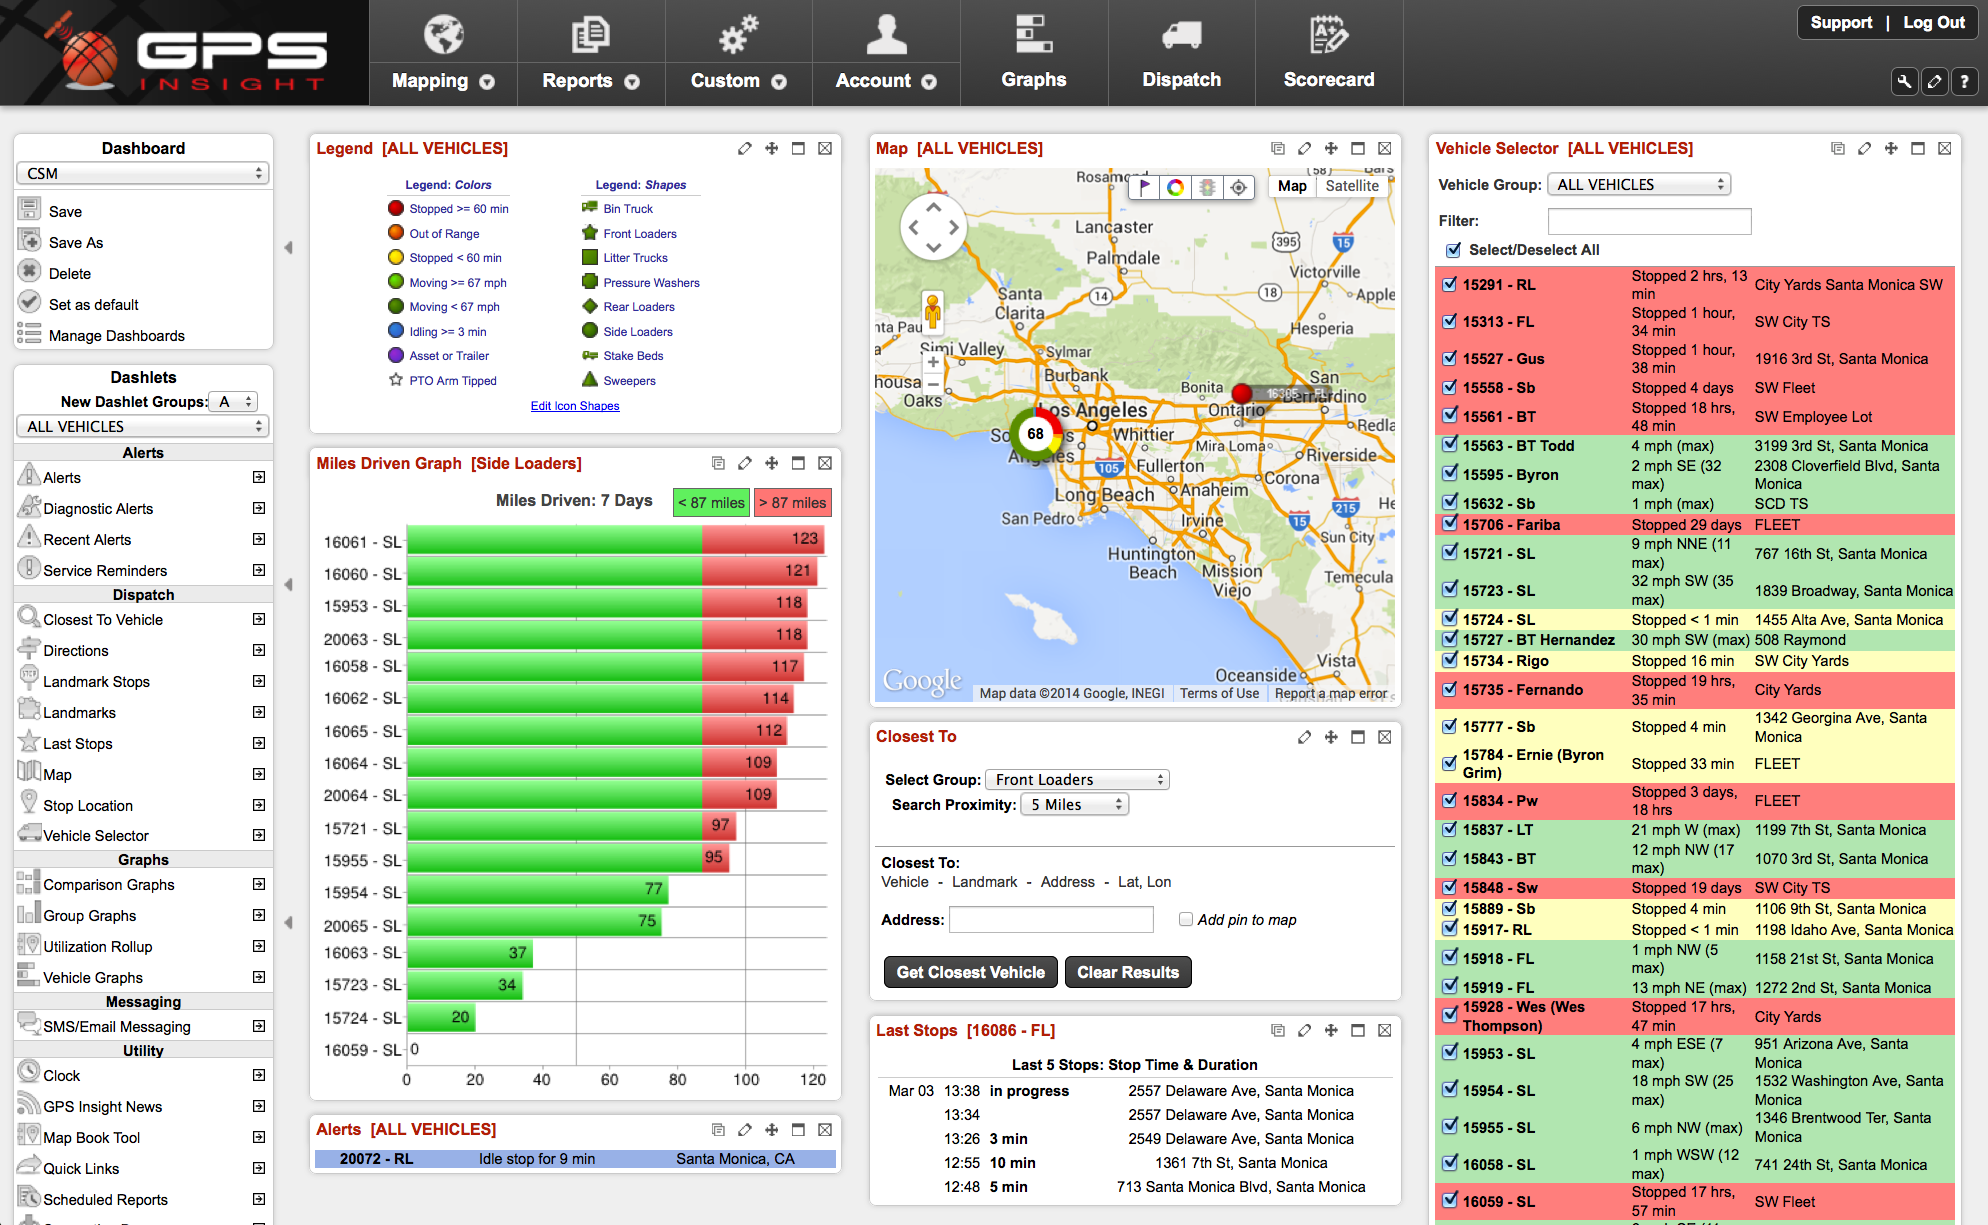 GPS
INSIGHT
Mapping
Reports
Custom
Account
Graphs
Dispatch
Scorecard
Support | Log Out
?
Dashboard
CSM
Save
Save As
Delete
Set as default
Manage Dashboards
Dashlets
New Dashlet Groups: A
ALL VEHICLES
Alerts
Alerts
Diagnostic Alerts
Recent Alerts
Service Reminders
Dispatch
Closest To Vehicle
Directions
Landmark Stops
Landmarks
Last Stops
Map
Stop Location
Vehicle Selector
Graphs
Comparison Graphs
Group Graphs
Utilization Rollup
Vehicle Graphs
Messaging
SMS/Email Messaging
Utility
Clock
GPS Insight News
Map Book Tool
Quick Links
Scheduled Reports
Legend [ALL VEHICLES]
Legend: Colors
Stopped >= 60 min
Out of Range
Stopped < 60 min
Moving >= 67 mph
Moving < 67 mph
Idling >= 3 min
Asset or Trailer
PTO Arm Tipped
Legend: Shapes
Bin Truck
Front Loaders
Litter Trucks
Pressure Washers
Rear Loaders
Side Loaders
Stake Beds
Sweepers
Edit Icon Shapes
Miles Driven Graph [Side Loaders]
Miles Driven: 7 Days
< 87 miles
> 87 miles
16061 - SL 123
16060 - SL 121
15953 - SL 118
20063 - SL 118
16058 - SL 117
16062 - SL 114
16065 - SL 112
16064 - SL 109
20064 - SL 109
15721 - SL 97
15955 - SL 95
15954 - SL 77
20065 - SL 75
16063 - SL 37
15723 - SL 34
15724 - SL 20
16059 - SL 0
0 20 40 60 80 100 120
Alerts [ALL VEHICLES]
20072 - RL Idle stop for 9 min Santa Monica, CA
Map [ALL VEHICLES]
Map
Satellite
Lancaster
395
15
Palmdale
Victorville
Santa
Clarita
14
18
Apple
Hesperia
Simi Valley
Sylmar
Burbank
Oaks
Bonita
San
Bernardino
16305 - FL
Ontario
Los Angeles
68
Angeles
Whittier
Mira Loma
Riverside
105
Fullerton
Corona
Long Beach
Anaheim
215
San Pedro
Irvine
15
Sun City
Huntington
Beach
Mission
Viejo
Temecula
Vista
Oceanside
Google
Map data ©2014 Google, INEGI
Terms of Use
Report a map error
Closest To
Select Group: Front Loaders
Search Proximity: 5 Miles
Closest To:
Vehicle - Landmark - Address - Lat, Lon
Address:
Add pin to map
Get Closest Vehicle
Clear Results
Last Stops [16086 - FL]
Last 5 Stops: Stop Time & Duration
Mar 03 13:38 in progress 2557 Delaware Ave, Santa Monica
13:34 2557 Delaware Ave, Santa Monica
13:26 3 min 2549 Delaware Ave, Santa Monica
12:55 10 min 1361 7th St, Santa Monica
12:48 5 min 713 Santa Monica Blvd, Santa Monica
Vehicle Selector [ALL VEHICLES]
Vehicle Group: ALL VEHICLES
Filter:
Select/Deselect All
15291 - RL Stopped 2 hrs, 13 min City Yards Santa Monica SW
15313 - FL Stopped 1 hour, 34 min SW City TS
15527 - Gus Stopped 1 hour, 38 min 1916 3rd St, Santa Monica
15558 - Sb Stopped 4 days SW Fleet
15561 - BT Stopped 18 hrs, 48 min SW Employee Lot
15563 - BT Todd 4 mph (max) 3199 3rd St, Santa Monica
15595 - Byron 2 mph SE (32 max) 2308 Cloverfield Blvd, Santa Monica
15632 - Sb 1 mph (max) SCD TS
15706 - Fariba Stopped 29 days FLEET
15721 - SL 9 mph NNE (11 max) 767 16th St, Santa Monica
15723 - SL 32 mph SW (35 max) 1839 Broadway, Santa Monica
15724 - SL Stopped < 1 min 1455 Alta Ave, Santa Monica
15727 - BT Hernandez 30 mph SW (max) 508 Raymond
15734 - Rigo Stopped 16 min SW City Yards
15735 - Fernando Stopped 19 hrs, 35 min City Yards
15777 - Sb Stopped 4 min 1342 Georgina Ave, Santa Monica
15784 - Ernie (Byron Grim) Stopped 33 min FLEET
15834 - Pw Stopped 3 days, 18 hrs FLEET
15837 - LT 21 mph W (max) 1199 7th St, Santa Monica
15843 - BT 12 mph NW (17 max) 1070 3rd St, Santa Monica
15848 - Sw Stopped 19 days SW City TS
15889 - Sb Stopped 4 min 1106 9th St, Santa Monica
15917- RL Stopped < 1 min 1198 Idaho Ave, Santa Monica
15918 - FL 1 mph NW (5 max) 1158 21st St, Santa Monica
15919 - FL 13 mph NE (max) 1272 2nd St, Santa Monica
15928 - Wes (Wes Thompson) Stopped 17 hrs, 47 min City Yards
15953 - SL 4 mph ESE (7 max) 951 Arizona Ave, Santa Monica
15954 - SL 18 mph SW (25 max) 1532 Washington Ave, Santa Monica
15955 - SL 6 mph NW (max) 1346 Brentwood Ter, Santa Monica
16058 - SL 1 mph WSW (12 max) 741 24th St, Santa Monica
16059 - SL Stopped 17 hrs, 57 min SW Fleet